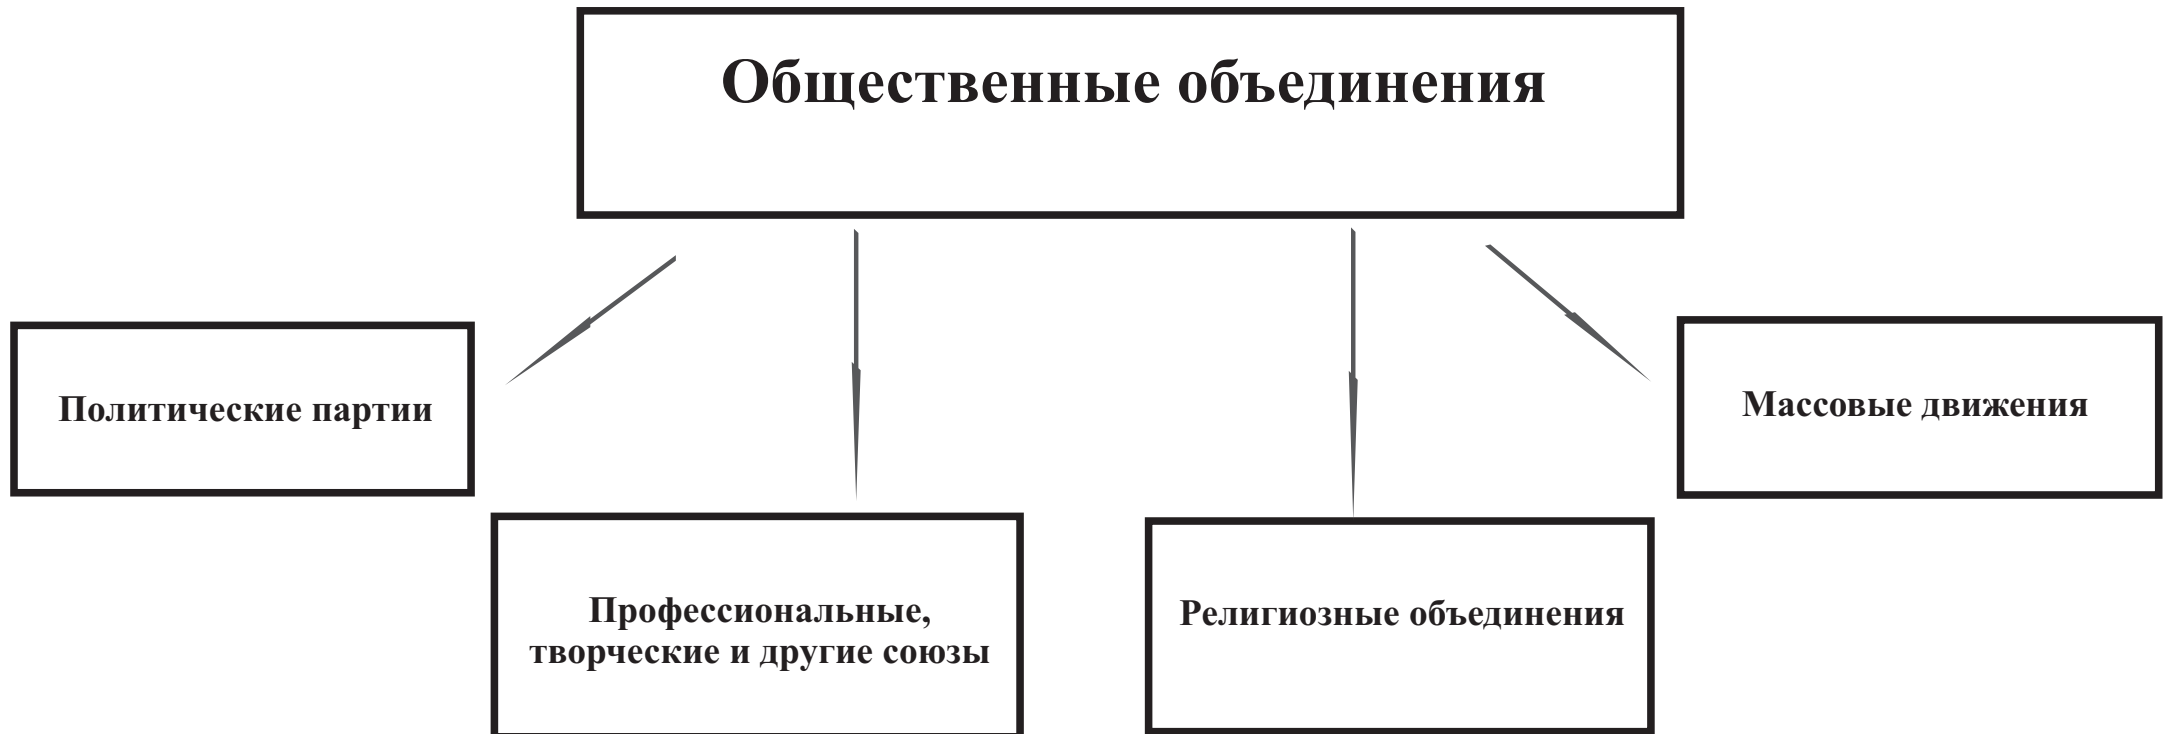 Общественные объединения
Политические партии
Массовые движения
Профессиональные,
творческие и другие союзы
Религиозные объединения